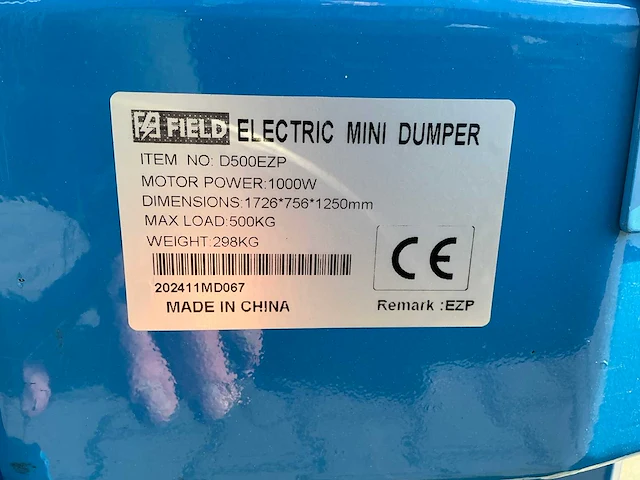 FIELD ELECTRIC MINI DUMPER
ITEM NO: D500EZP
MOTOR POWER:1000W
DIMENSIONS:1726*756*1250mm
MAX LOAD:500KG
WEIGHT:298KG
CE
202411MD067
MADE IN CHINA
Remark :EZP